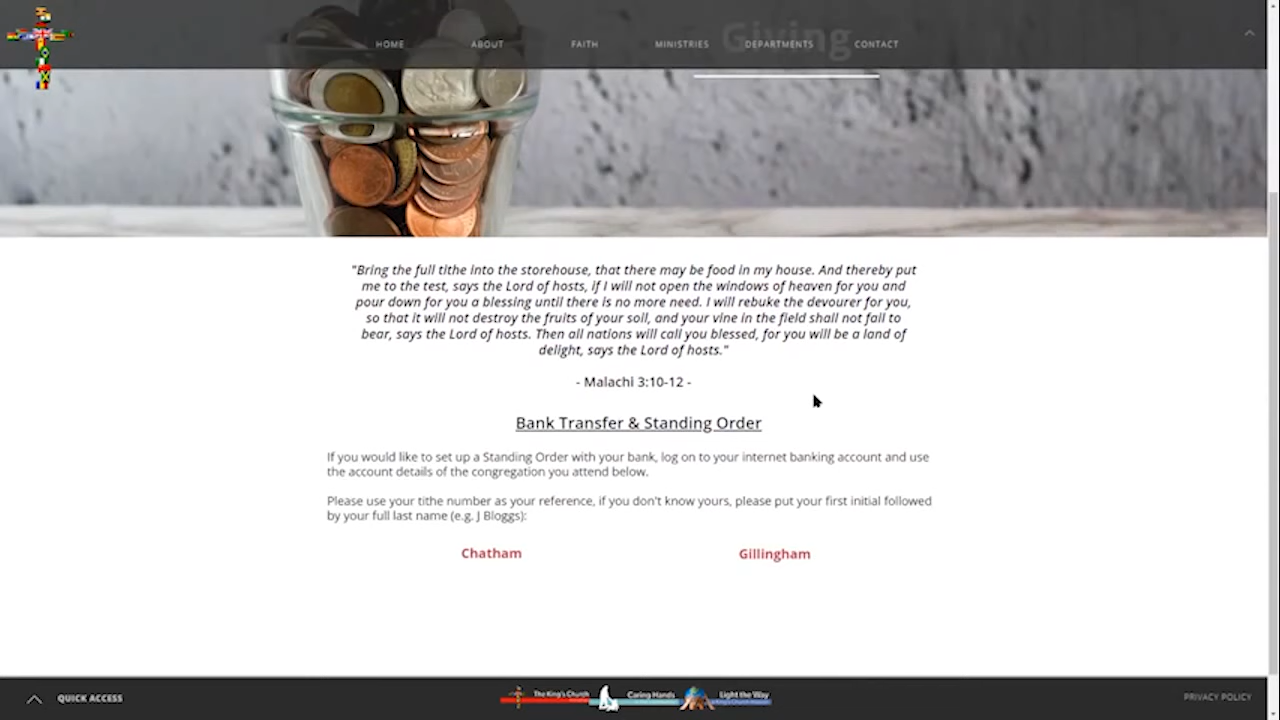 Giving
HOME ABOUT FAITH MINISTRIES DEPARTMENTS CONTACT
"Bring the full tithe into the storehouse, that there may be food in my house. And thereby put
me to the test, says the Lord of hosts, if I will not open the windows of heaven for you and
pour down for you a blessing until there is no more need. I will rebuke the devourer for you,
so that it will not destroy the fruits of your soil, and your vine in the field shall not fail to
bear, says the Lord of hosts. Then all nations will call you blessed, for you will be a land of
delight, says the Lord of hosts."
- Malachi 3:10-12 -
Bank Transfer & Standing Order
If you would like to set up a Standing Order with your bank, log on to your internet banking account and use
the account details of the congregation you attend below.
Please use your tithe number as your reference, if you don't know yours, please put your first initial followed
by your full last name (e.g. J Bloggs):
Chatham Gillingham
QUICK ACCESS The King's Church Caring Hands Light the Way PRIVACY POLICY